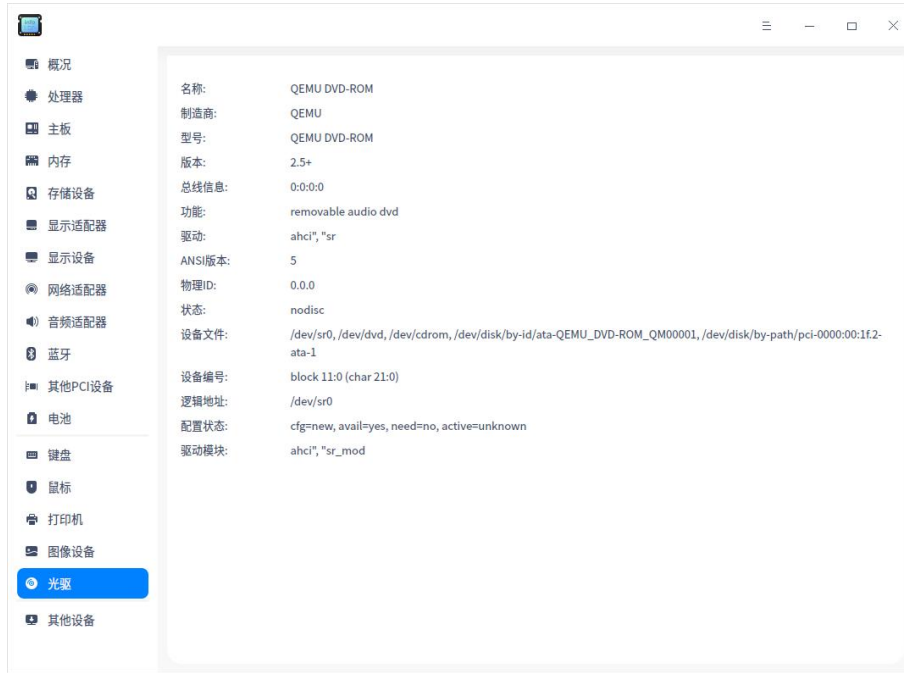 概况
处理器
主板
内存
存储设备
显示适配器
显示设备
网络适配器
音频适配器
蓝牙
其他PCI设备
电池
键盘
鼠标
打印机
图像设备
光驱
其他设备
名称: QEMU DVD-ROM
制造商: QEMU
型号: QEMU DVD-ROM
版本: 2.5+
总线信息: 0:0:0:0
功能: removable audio dvd
驱动: ahci", "sr
ANSI版本: 5
物理ID: 0.0.0
状态: nodisc
设备文件: /dev/sr0, /dev/dvd, /dev/cdrom, /dev/disk/by-id/ata-QEMU_DVD-ROM_QM00001, /dev/disk/by-path/pci-0000:00:1f.2-
ata-1
设备编号: block 11:0 (char 21:0)
逻辑地址: /dev/sr0
配置状态: cfg=new, avail=yes, need=no, active=unknown
驱动模块: ahci", "sr_mod